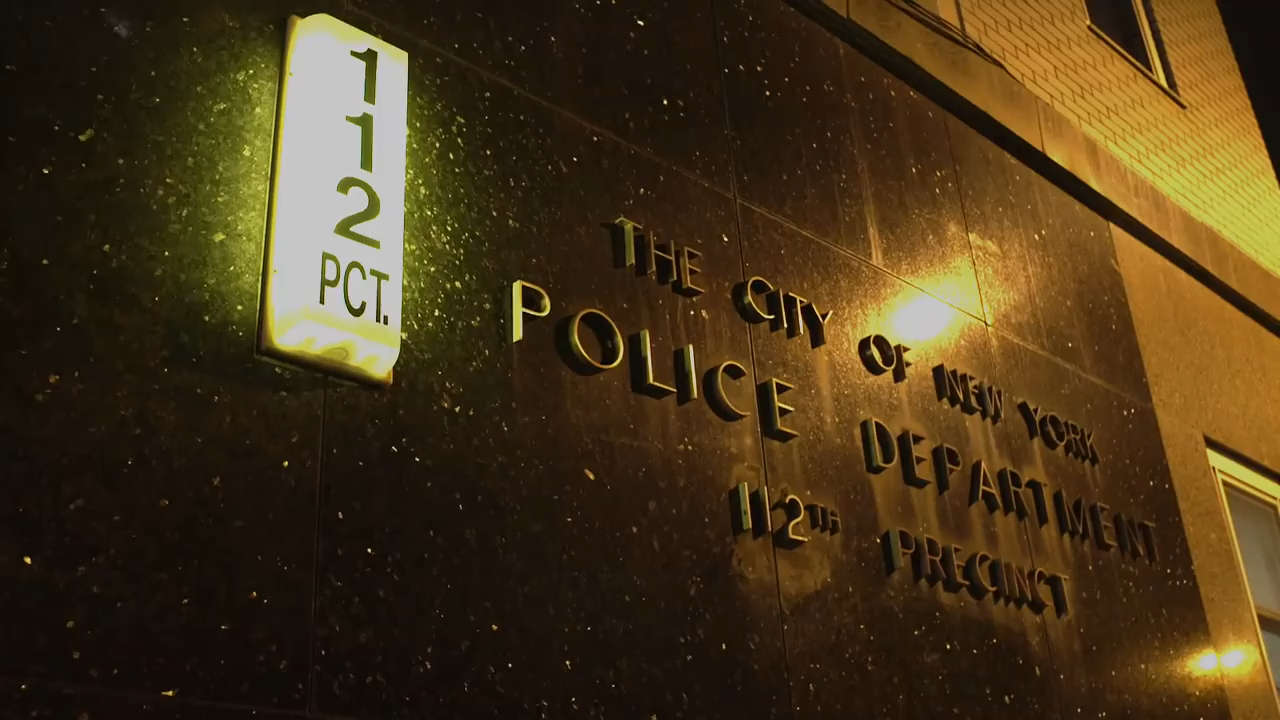 1
1
2
PCT.
THE CITY OF NEW YORK
POLICE DEPARTMENT
112TH PRECINCT